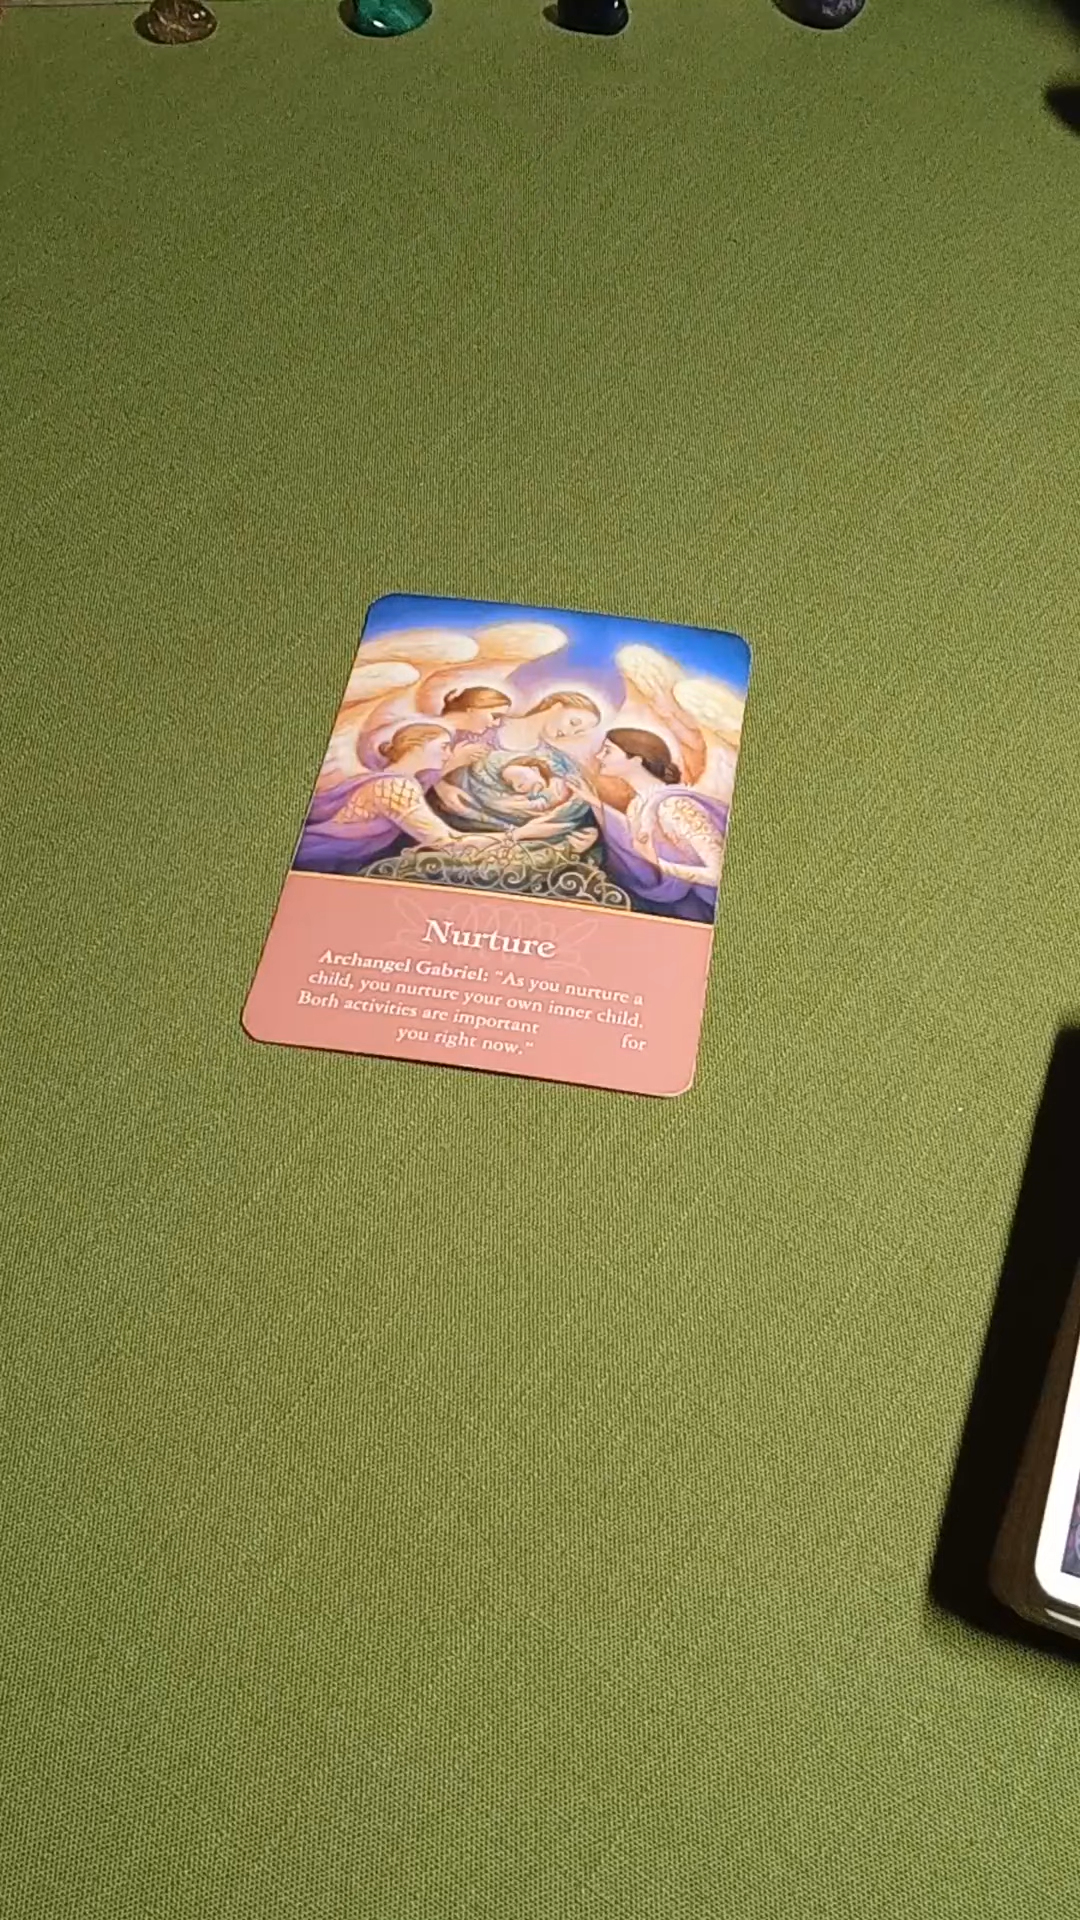 Nurture
Archangel Gabriel: "As you nurture a
child, you nurture your own inner child.
Both activities are important for
you right now."